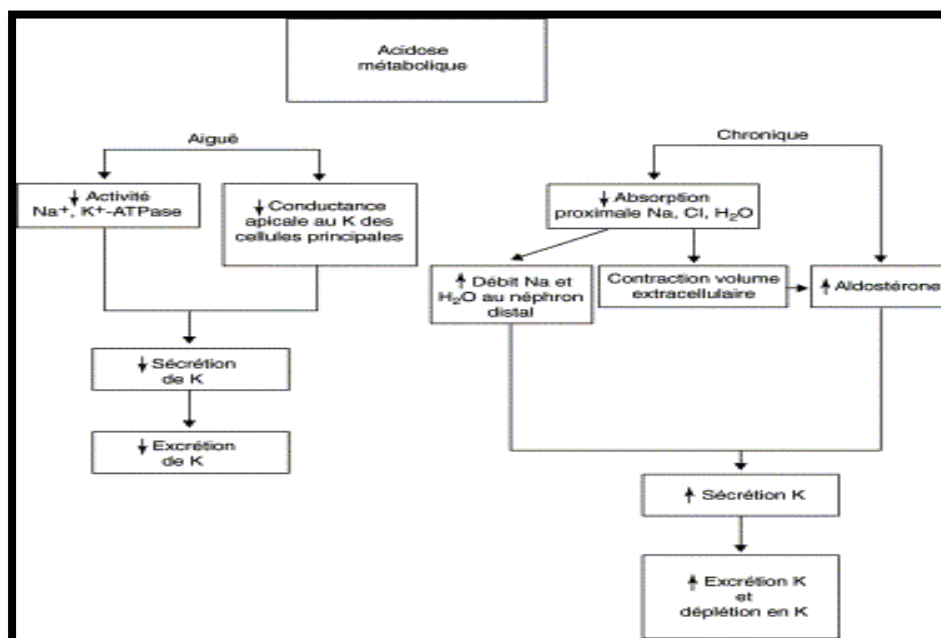 Acidose
métabolique
Aiguë
↓ Activité
Na⁺, K⁺-ATPase
↓ Conductance
apicale au K des
cellules principales
↓ Sécrétion
de K
↓ Excrétion
de K
Chronique
↓ Absorption
proximale Na, Cl, H₂O
↑ Débit Na et
H₂O au néphron
distal
Contraction volume
extracellulaire
↑ Aldostérone
↑ Sécrétion K
↑ Excrétion K
et
déplétion en K